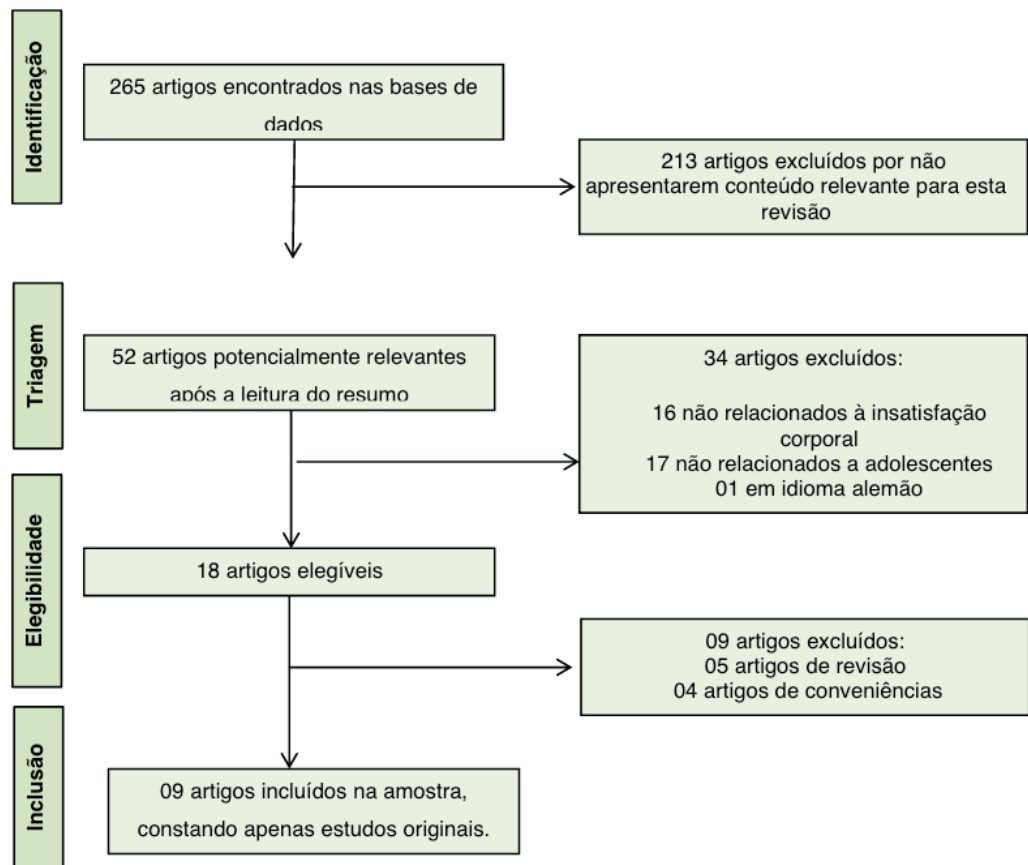 Identificação
265 artigos encontrados nas bases de
dados
213 artigos excluídos por não
apresentarem conteúdo relevante para esta
revisão
Triagem
52 artigos potencialmente relevantes
após a leitura do resumo
34 artigos excluídos:
16 não relacionados à insatisfação
corporal
17 não relacionados a adolescentes
01 em idioma alemão
Elegibilidade
18 artigos elegíveis
09 artigos excluídos:
05 artigos de revisão
04 artigos de conveniências
Inclusão
09 artigos incluídos na amostra,
constando apenas estudos originais.